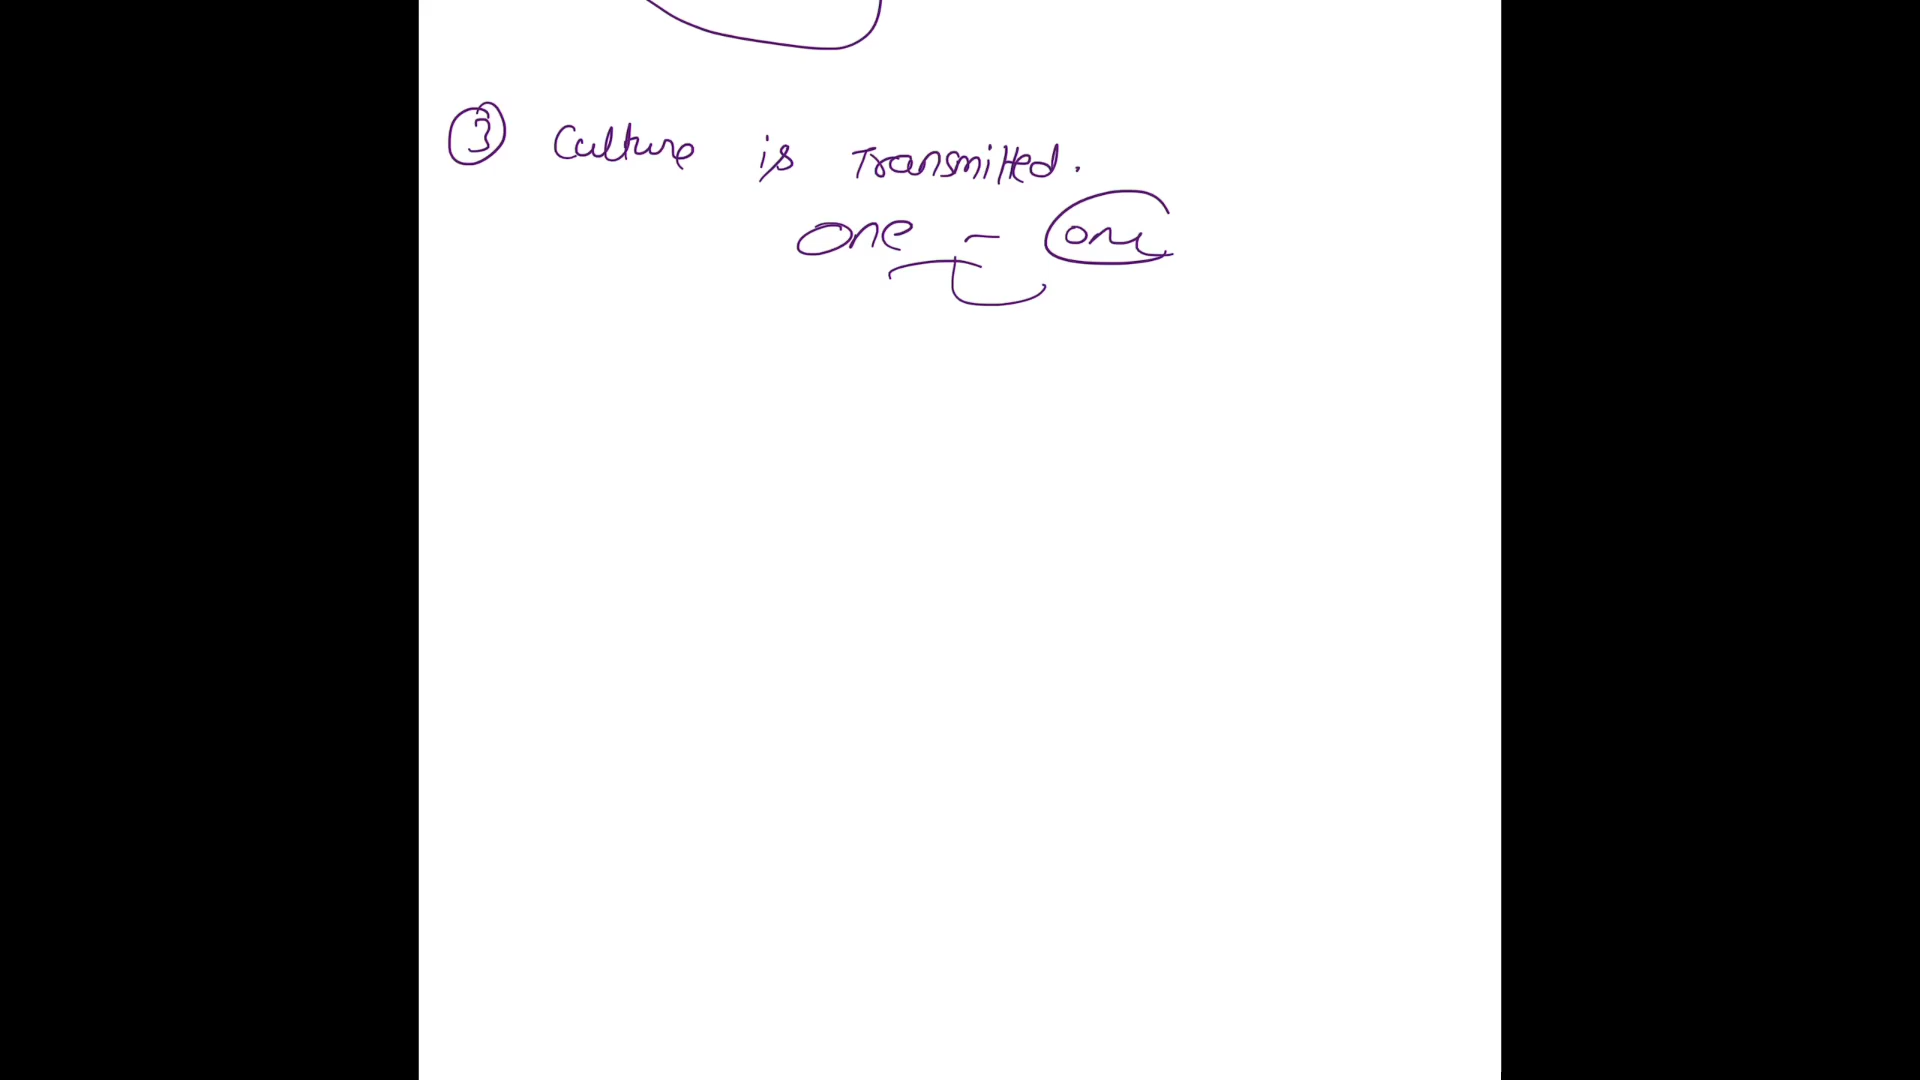 ③ Culture is Transmitted.
one - one